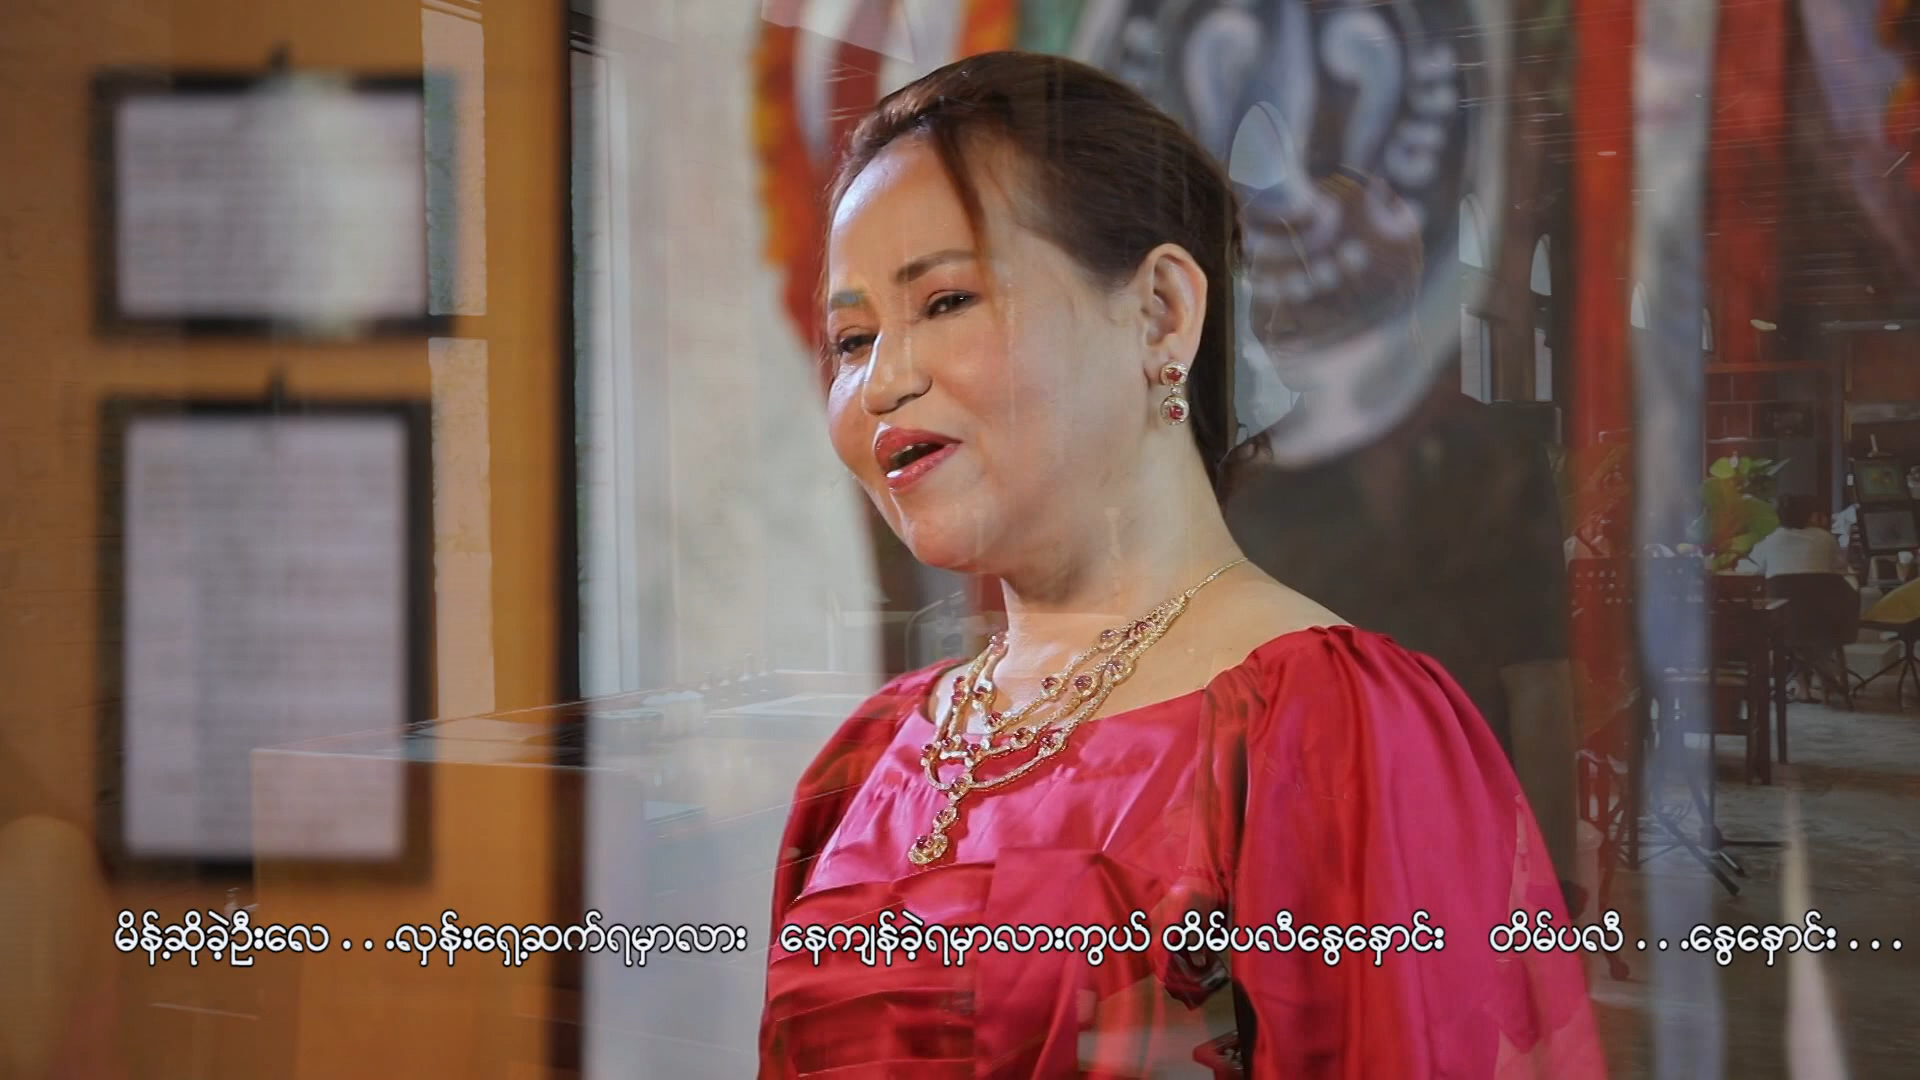 မိန့်ဆိုခဲ့ဦးလေ . . .လှန်းရှေ့ဆက်ရမှာလား နေကျန်ခဲ့ရမှာလားကွယ် တိမ်ပလီနွေနှောင်း တိမ်ပလီ . . .နွေနှောင်း . . .